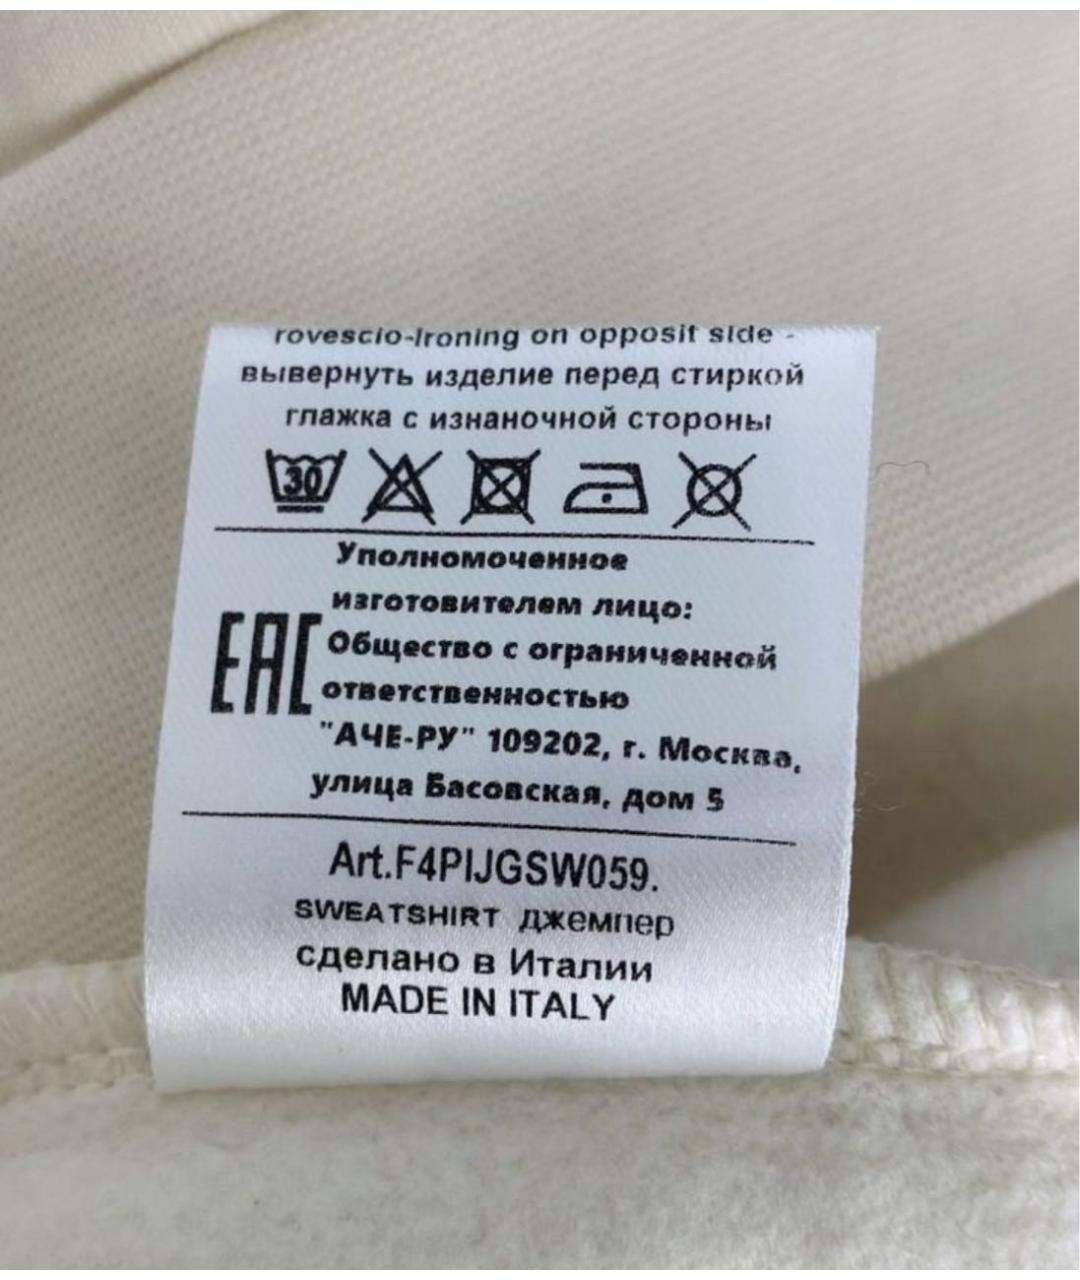 rovescio-ironing on opposit side -
вывернуть изделие перед стиркой
глажка с изнаночной стороны
30
Уполномоченное
изготовителем лицо:
EAC
Общество с ограниченной
ответственностью
"АЧЕ-РУ" 109202, г. Москва,
улица Басовская, дом 5
Art.F4PIJGSW059.
SWEATSHIRT джемпер
сделано в Италии
MADE IN ITALY